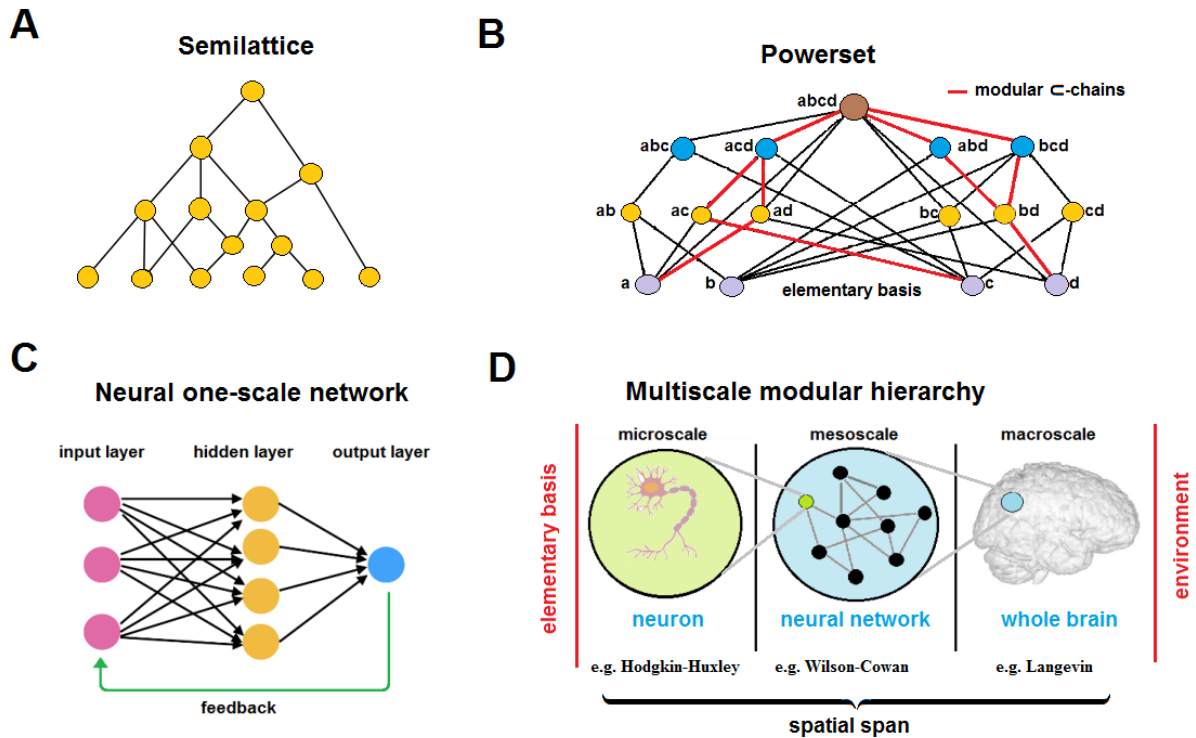 A
Semilattice
B
Powerset
modular ⊂-chains
abcd
abc
acd
abd
bcd
ab
ac
ad
bc
bd
cd
a
b
elementary basis
c
d
C
Neural one-scale network
input layer
hidden layer
output layer
feedback
D
Multiscale modular hierarchy
elementary basis
microscale
mesoscale
macroscale
environment
neuron
neural network
whole brain
e.g. Hodgkin-Huxley
e.g. Wilson-Cowan
e.g. Langevin
spatial span